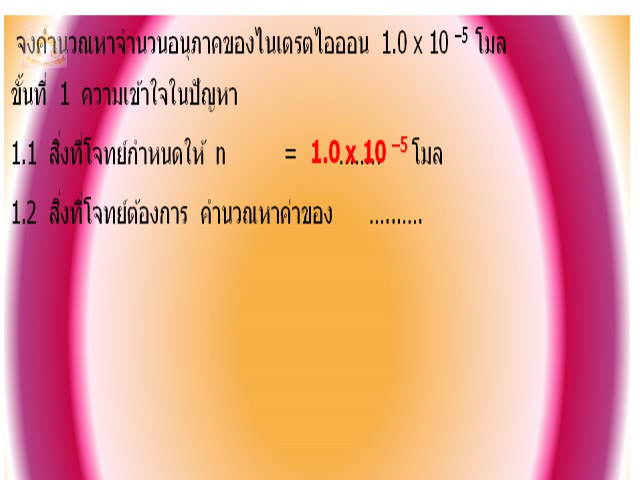 จงคำนวณหาจำนวนอนุภาคของไนเตรตไอออน 1.0 x 10 –5 โมล
ขั้นที่ 1 ความเข้าใจในปัญหา
1.1 สิ่งที่โจทย์กำหนดให้ n = 1.0 x 10 –5 โมล
1.2 สิ่งที่โจทย์ต้องการ คำนวณหาค่าของ ..........